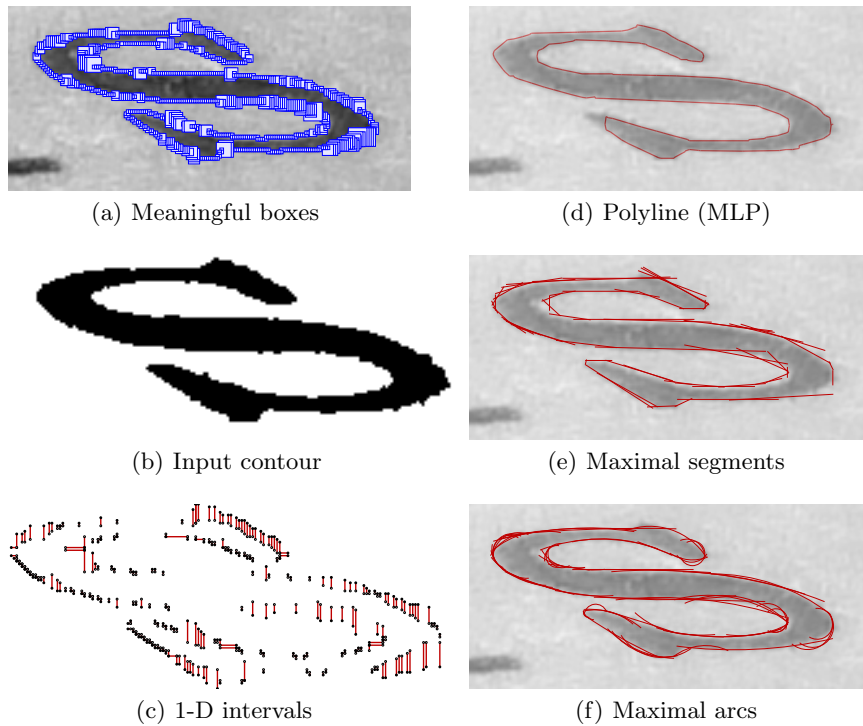 (a) Meaningful boxes
(d) Polyline (MLP)
(b) Input contour
(e) Maximal segments
(c) 1-D intervals
(f) Maximal arcs